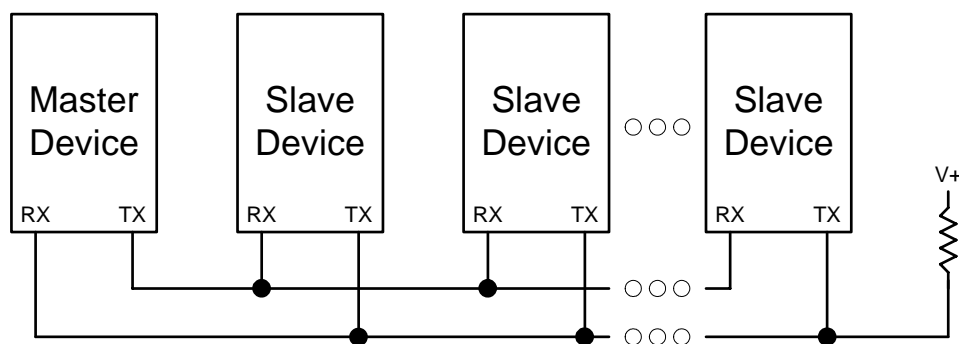 Master
Device
Slave
Device
Slave
Device
Slave
Device
RX TX
RX TX
RX TX
RX TX
V+